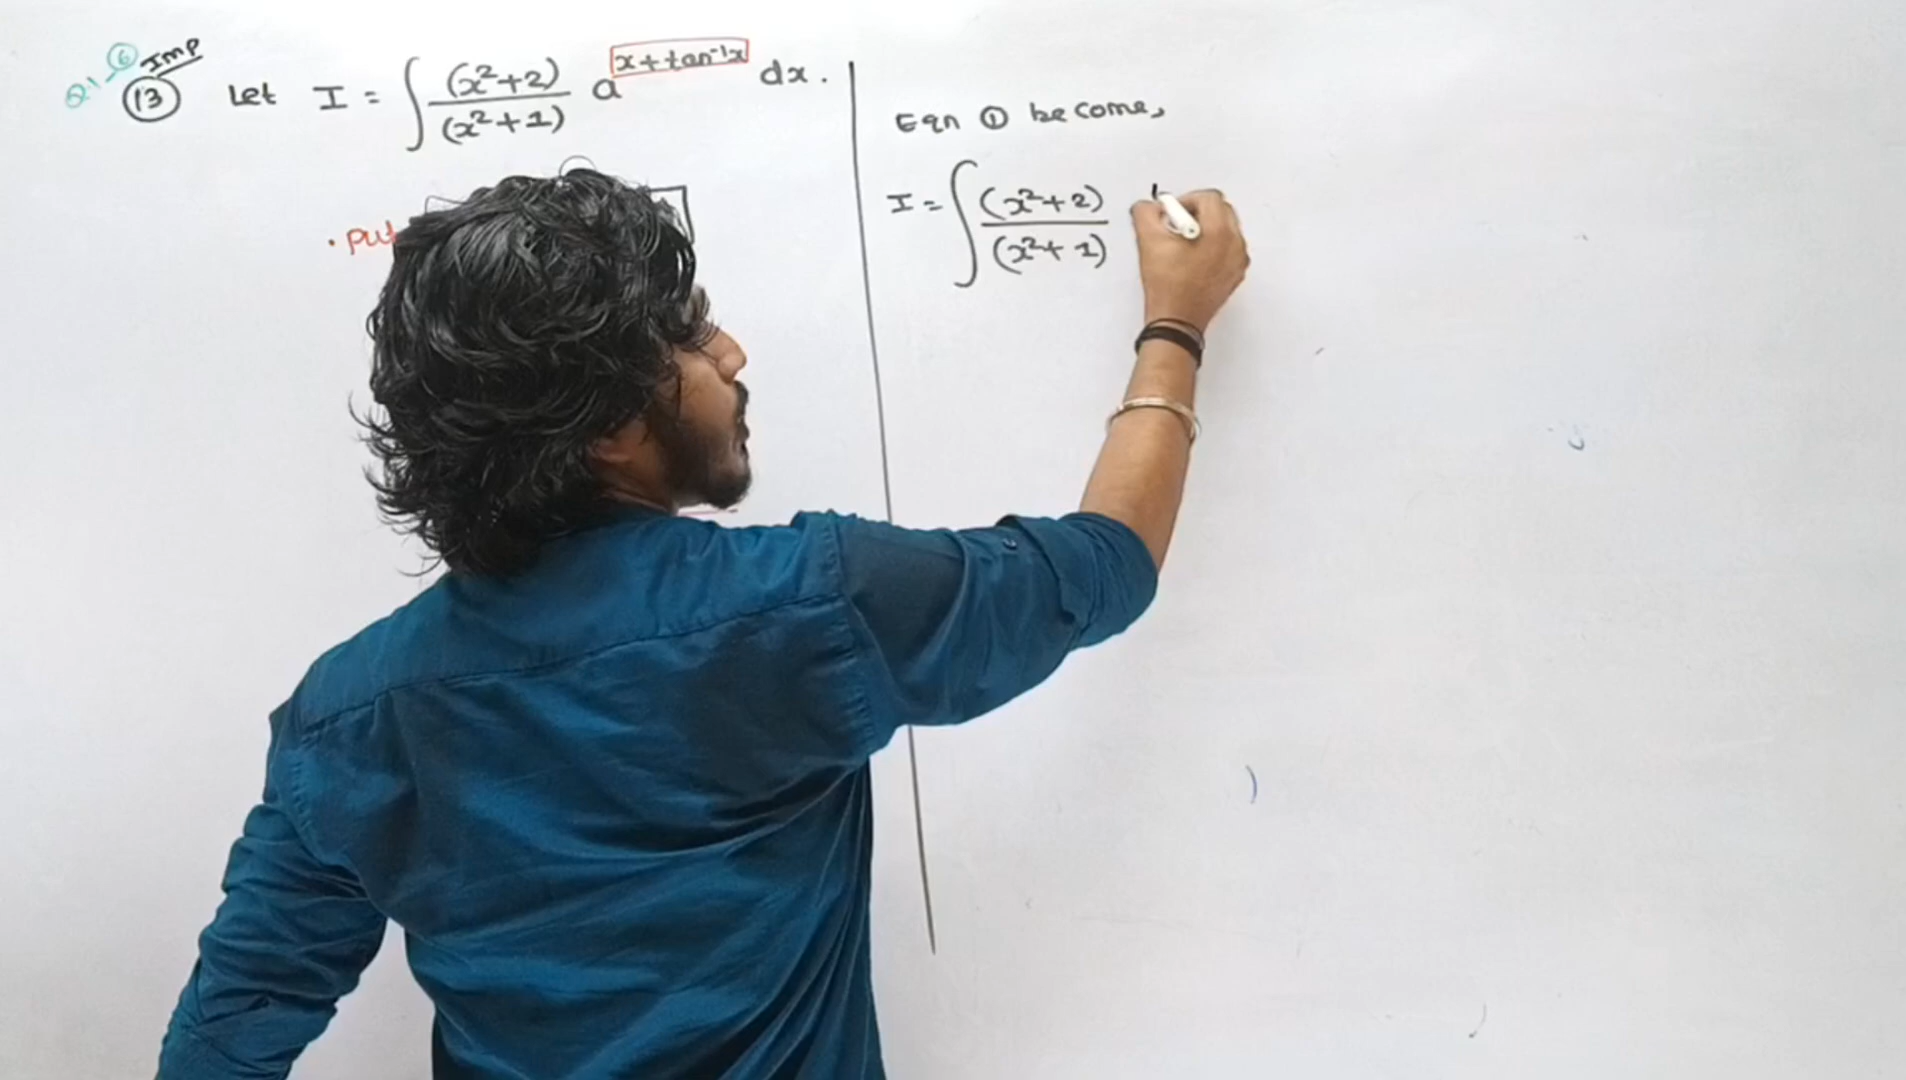 Q1-6 Imp
13 Let I = ∫ (x²+2)/(x²+1) a^(x+tan⁻¹x) dx.
· put
Eqn ① become,
I = ∫ (x²+2)/(x²+1)